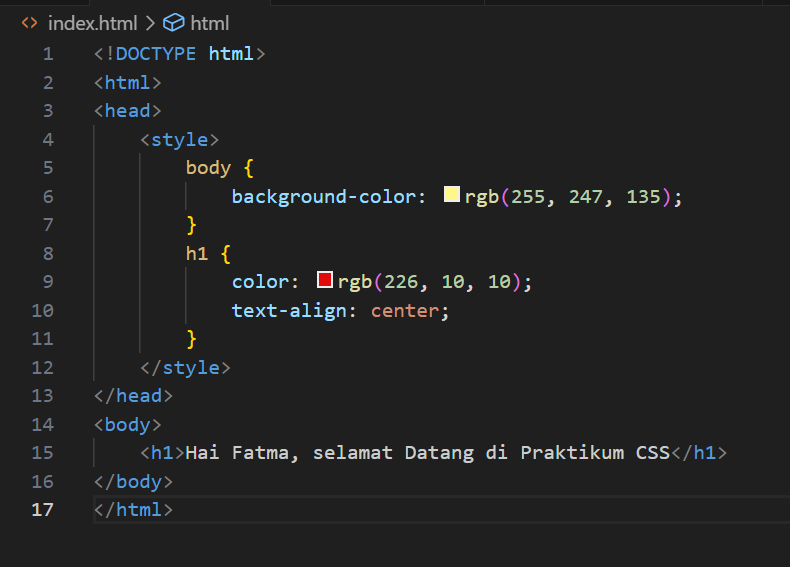 index.html > html
1 <!DOCTYPE html>
2 <html>
3 <head>
4     <style>
5         body {
6             background-color: rgb(255, 247, 135);
7         }
8         h1 {
9             color: rgb(226, 10, 10);
10             text-align: center;
11         }
12     </style>
13 </head>
14 <body>
15     <h1>Hai Fatma, selamat Datang di Praktikum CSS</h1>
16 </body>
17 </html>